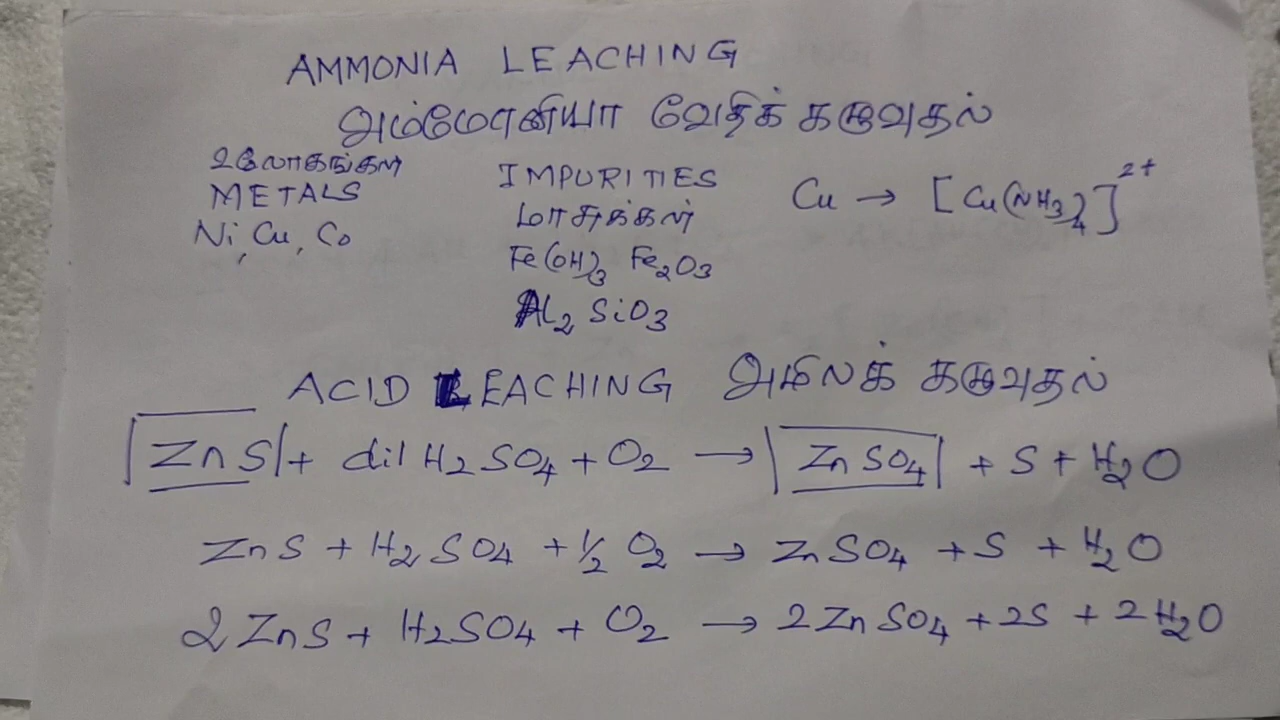 AMMONIA LEACHING
அம்மோனியா வேதிக் கழுவுதல்
உலோகங்கள்
METALS
Ni, Cu, Co
IMPURITIES
மாசுக்கள்
Fe(OH)₃ Fe₂O₃
Al₂ SiO₃
Cu → [Cu(NH₃)₄]²⁺
ACID LEACHING அமிலக் கழுவுதல்
ZnS + dil H₂SO₄ + O₂ → ZnSO₄ + S + H₂O
ZnS + H₂SO₄ + ½ O₂ → ZnSO₄ + S + H₂O
2ZnS + H₂SO₄ + O₂ → 2ZnSO₄ + 2S + 2H₂O